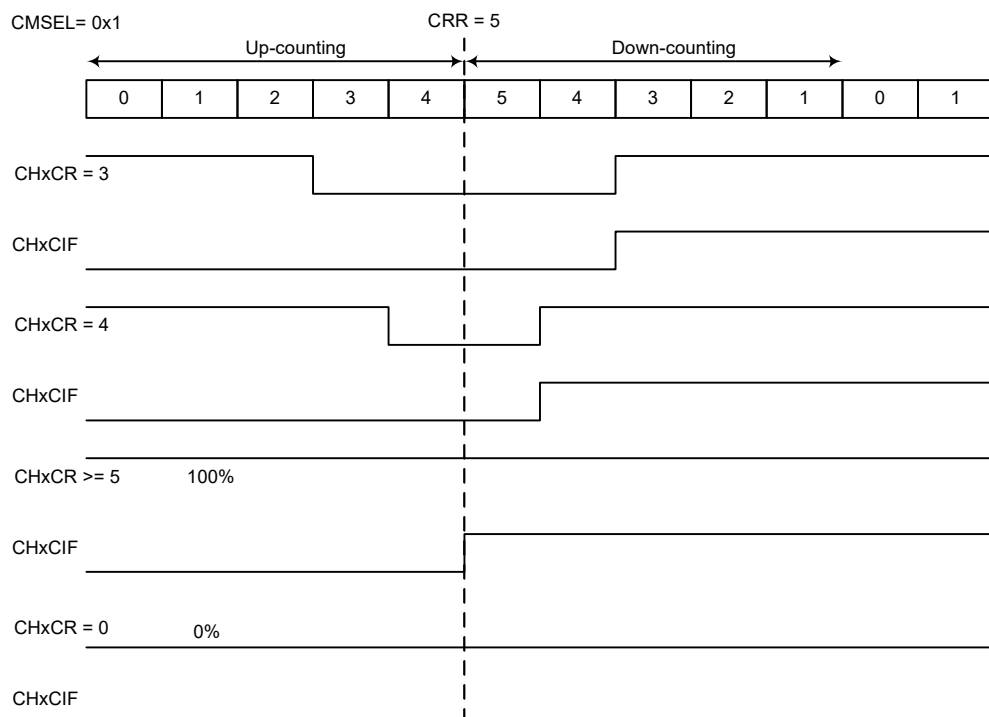 CMSEL= 0x1
CRR = 5
Up-counting
Down-counting
0 1 2 3 4 5 4 3 2 1 0 1
CHxCR = 3
CHxCIF
CHxCR = 4
CHxCIF
CHxCR >= 5 100%
CHxCIF
CHxCR = 0 0%
CHxCIF